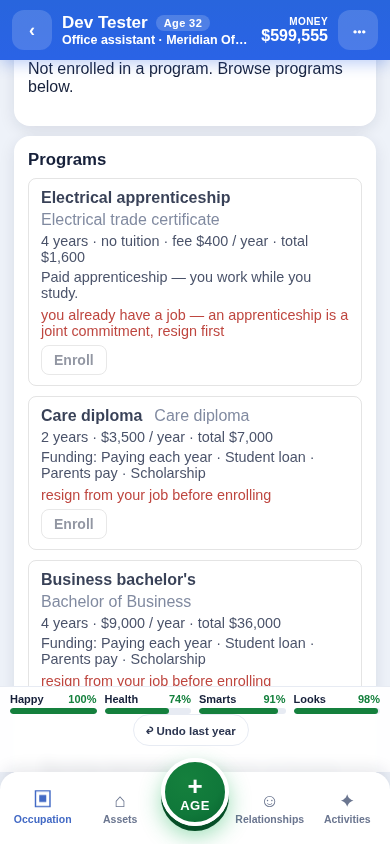 Dev Tester Age 32
Office assistant · Meridian Of…
MONEY
$599,555
Not enrolled in a program. Browse programs
below.
Programs
Electrical apprenticeship
Electrical trade certificate
4 years · no tuition · fee $400 / year · total
$1,600
Paid apprenticeship — you work while you
study.
you already have a job — an apprenticeship is a
joint commitment, resign first
Enroll
Care diploma Care diploma
2 years · $3,500 / year · total $7,000
Funding: Paying each year · Student loan ·
Parents pay · Scholarship
resign from your job before enrolling
Enroll
Business bachelor's
Bachelor of Business
4 years · $9,000 / year · total $36,000
Funding: Paying each year · Student loan ·
Parents pay · Scholarship
resign from your job before enrolling
Happy 100% Health 74% Smarts 91% Looks 98%
Undo last year
+
AGE
Occupation Assets Relationships Activities